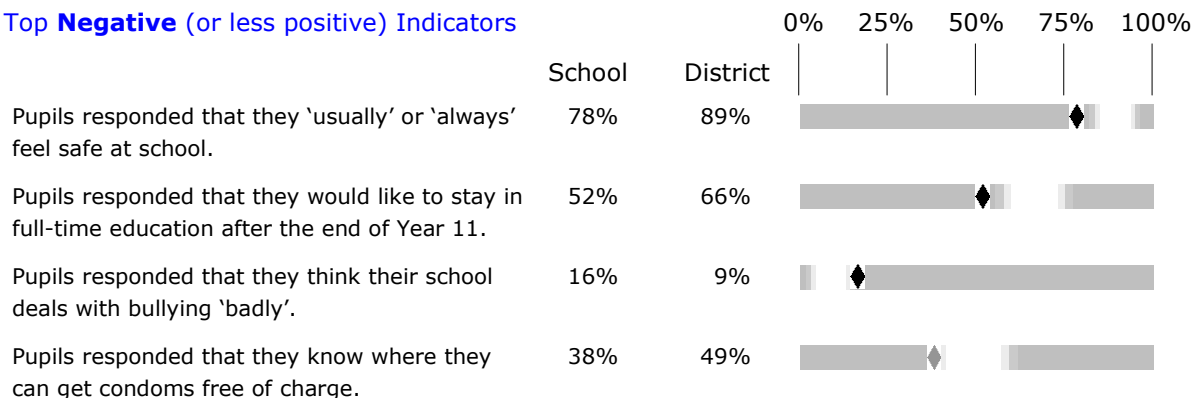 Top Negative (or less positive) Indicators 0% 25% 50% 75% 100%
School District
Pupils responded that they ‘usually’ or ‘always’ 78% 89%
feel safe at school.
Pupils responded that they would like to stay in 52% 66%
full-time education after the end of Year 11.
Pupils responded that they think their school 16% 9%
deals with bullying ‘badly’.
Pupils responded that they know where they 38% 49%
can get condoms free of charge.